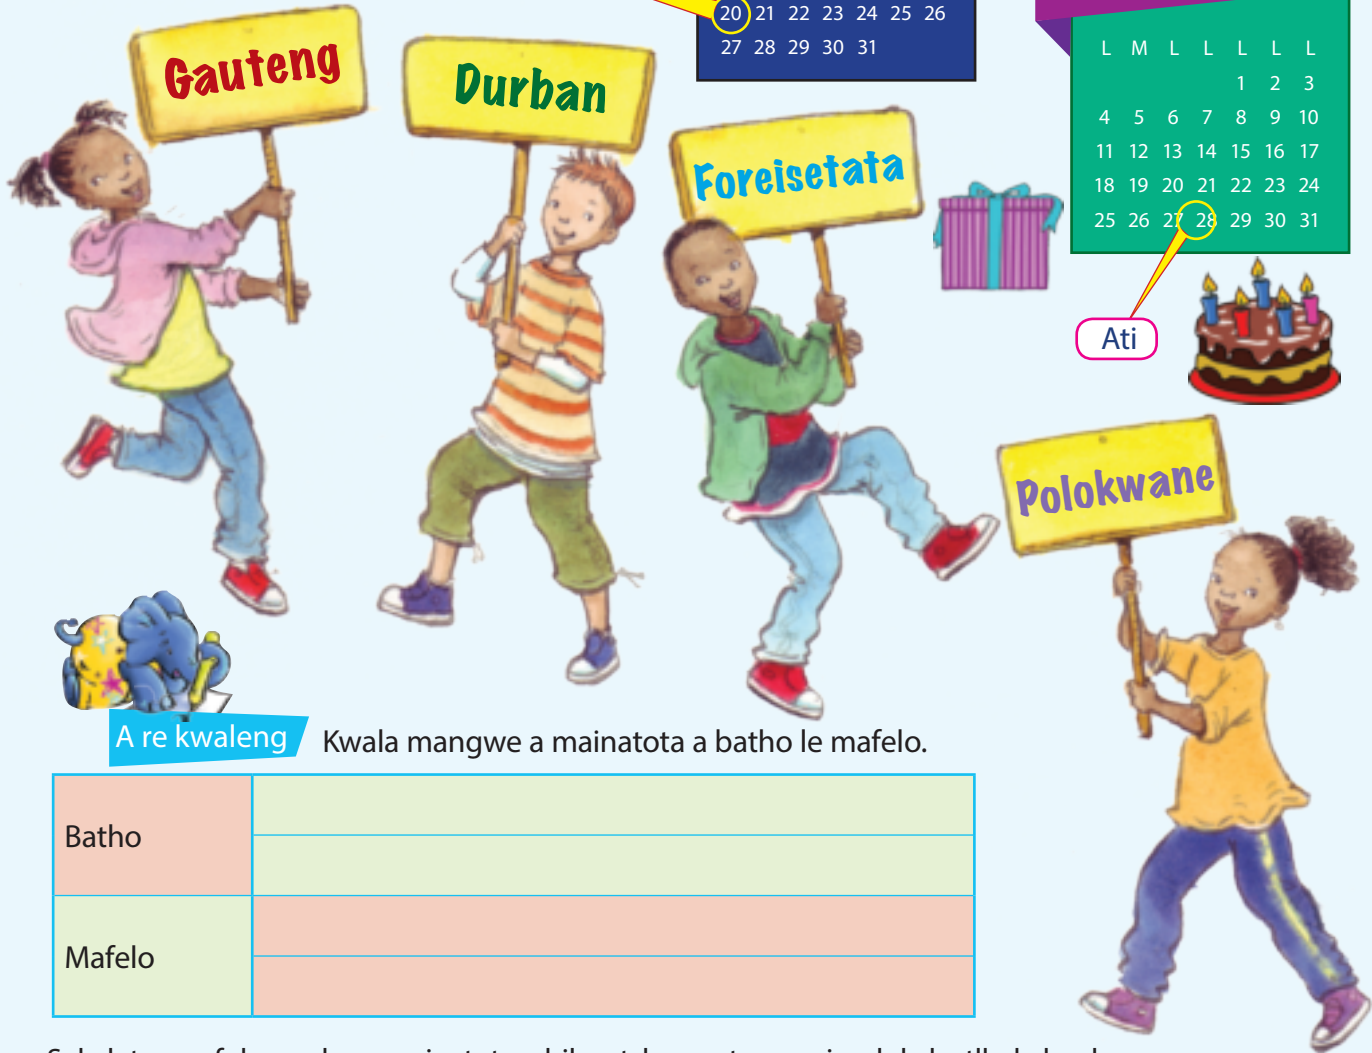 Gauteng
Durban
Foreisetata
20 21 22 23 24 25 26
27 28 29 30 31
L M L L L L L
1 2 3
4 5 6 7 8 9 10
11 12 13 14 15 16 17
18 19 20 21 22 23 24
25 26 27 28 29 30 31
Ati
Polokwane
A re kwaleng
Kwala mangwe a mainatota a batho le mafelo.
Batho
Mafelo